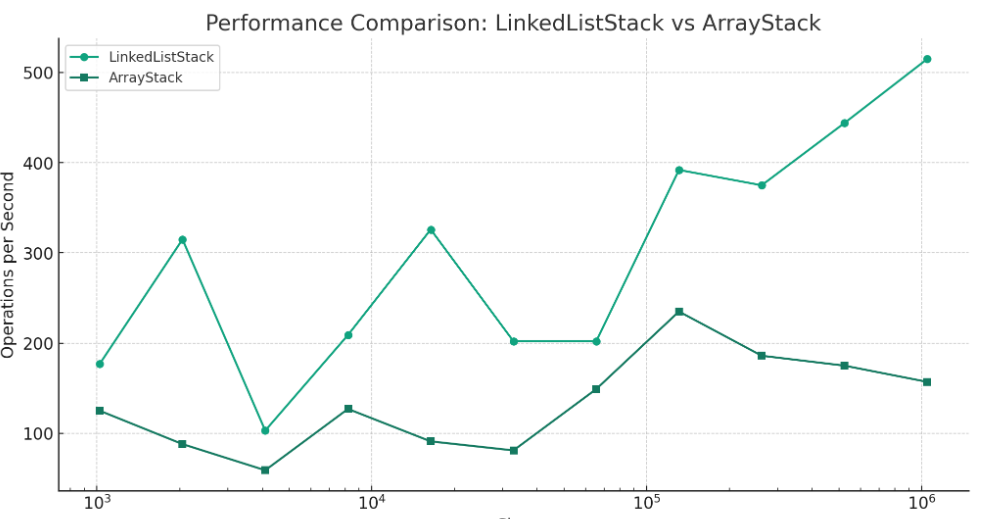 Performance Comparison: LinkedListStack vs ArrayStack
LinkedListStack
ArrayStack
Operations per Second
500
400
300
200
100
10³
10⁴
10⁵
10⁶